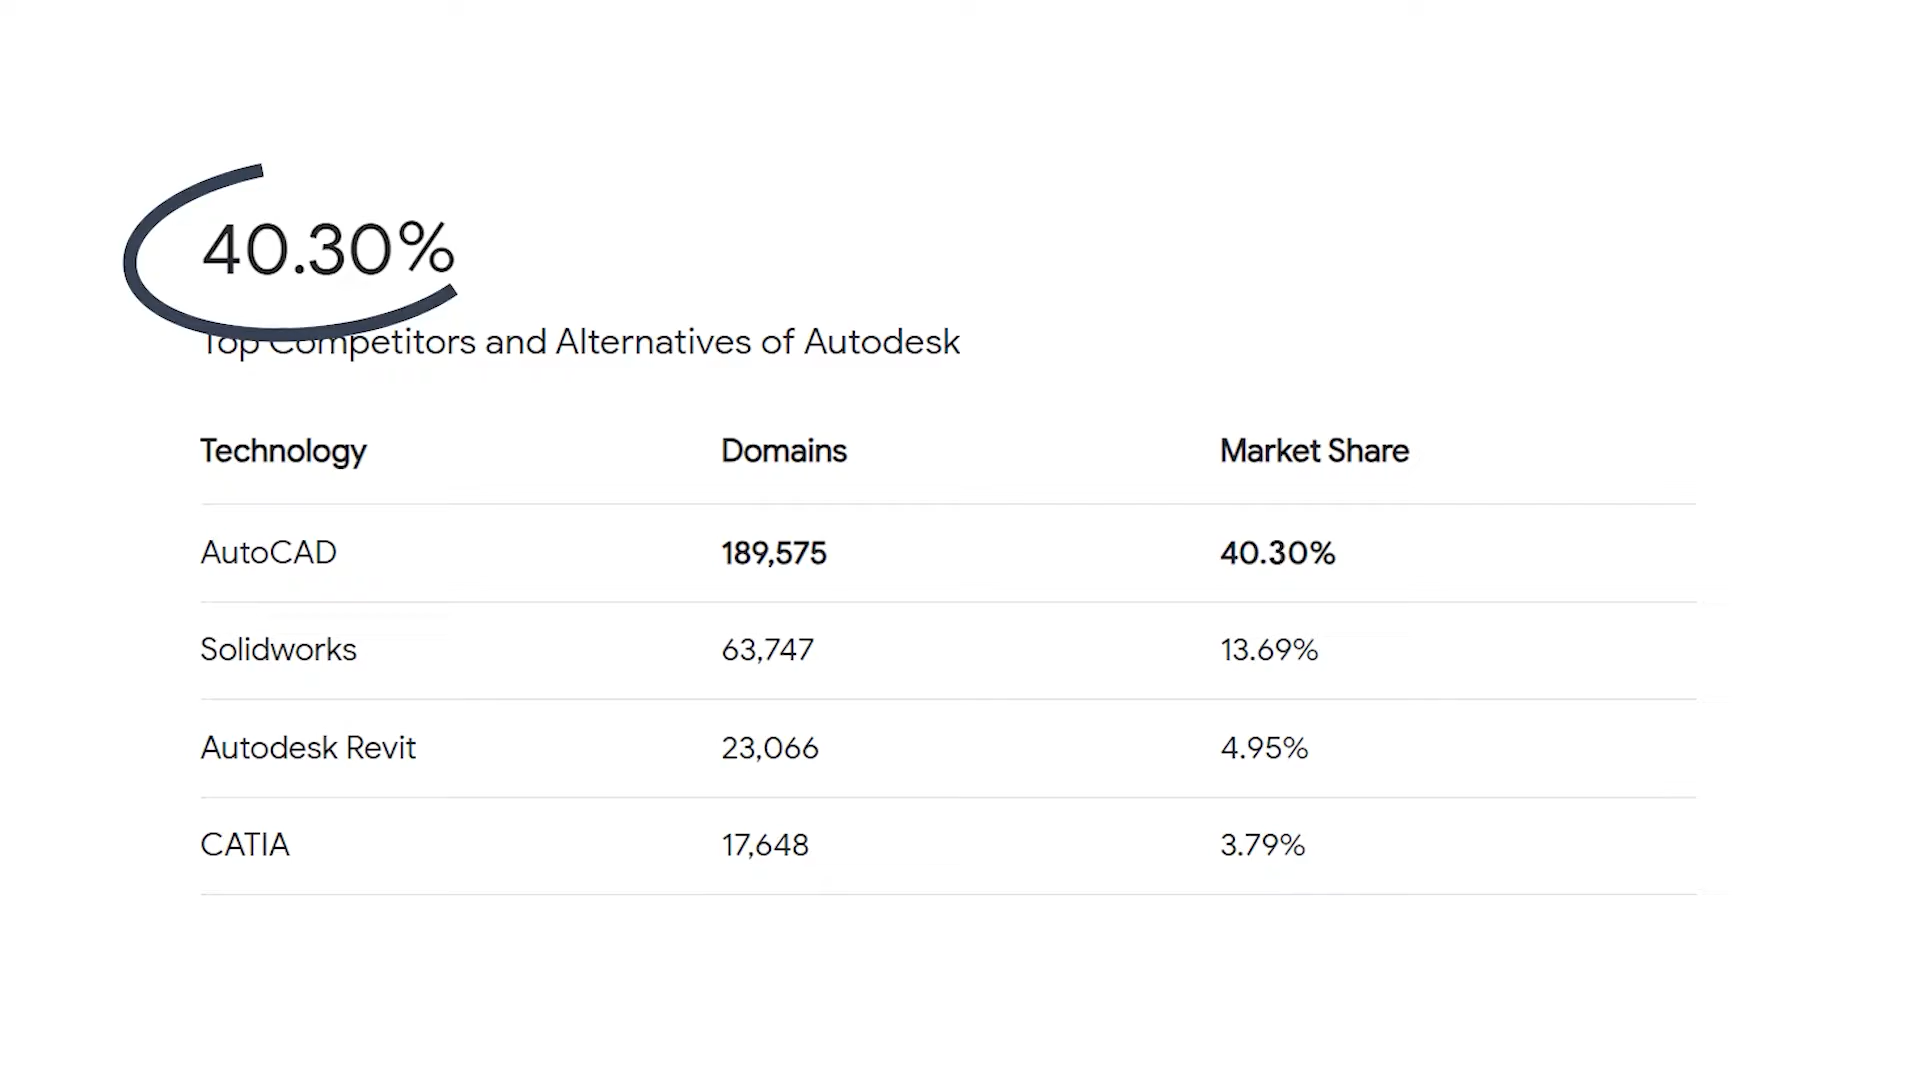 40.30%
Top Competitors and Alternatives of Autodesk
Technology Domains Market Share
AutoCAD 189,575 40.30%
Solidworks 63,747 13.69%
Autodesk Revit 23,066 4.95%
CATIA 17,648 3.79%